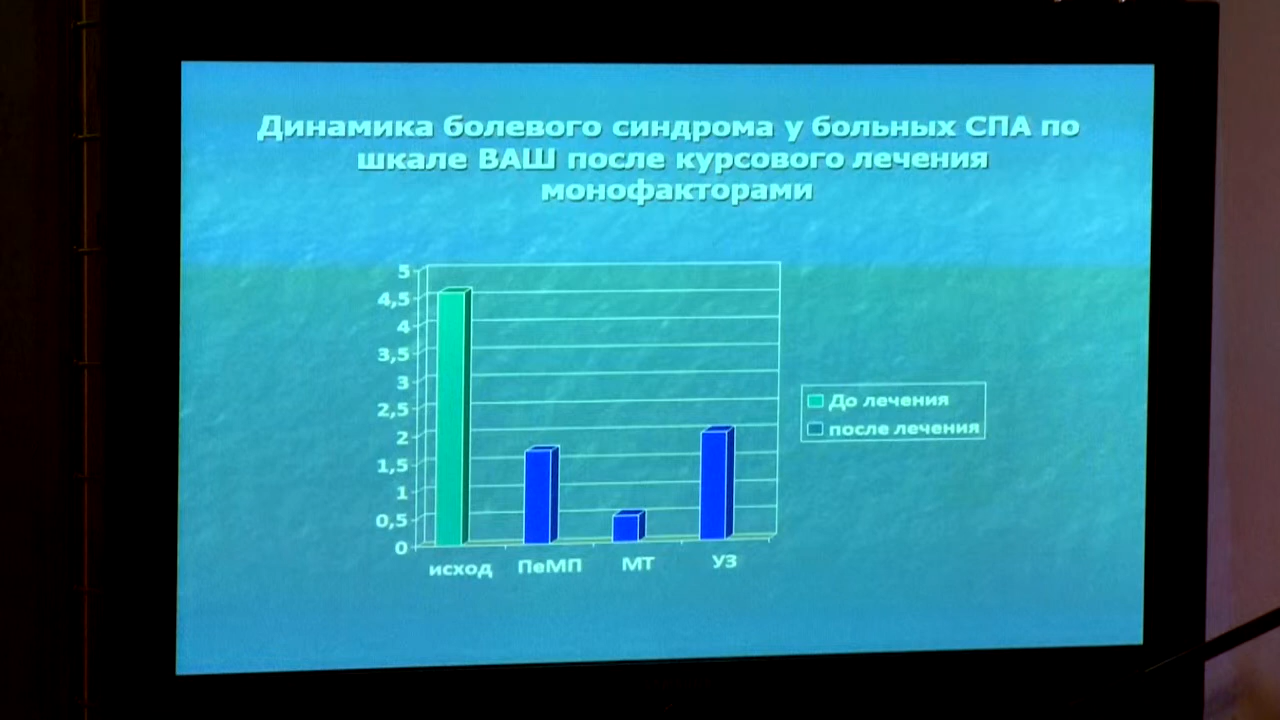 Динамика болевого синдрома у больных СПА по
шкале ВАШ после курсового лечения
монофакторами
5
4,5
4
3,5
3
2,5
2
1,5
1
0,5
0
исход ПеМП МТ УЗ
До лечения
после лечения